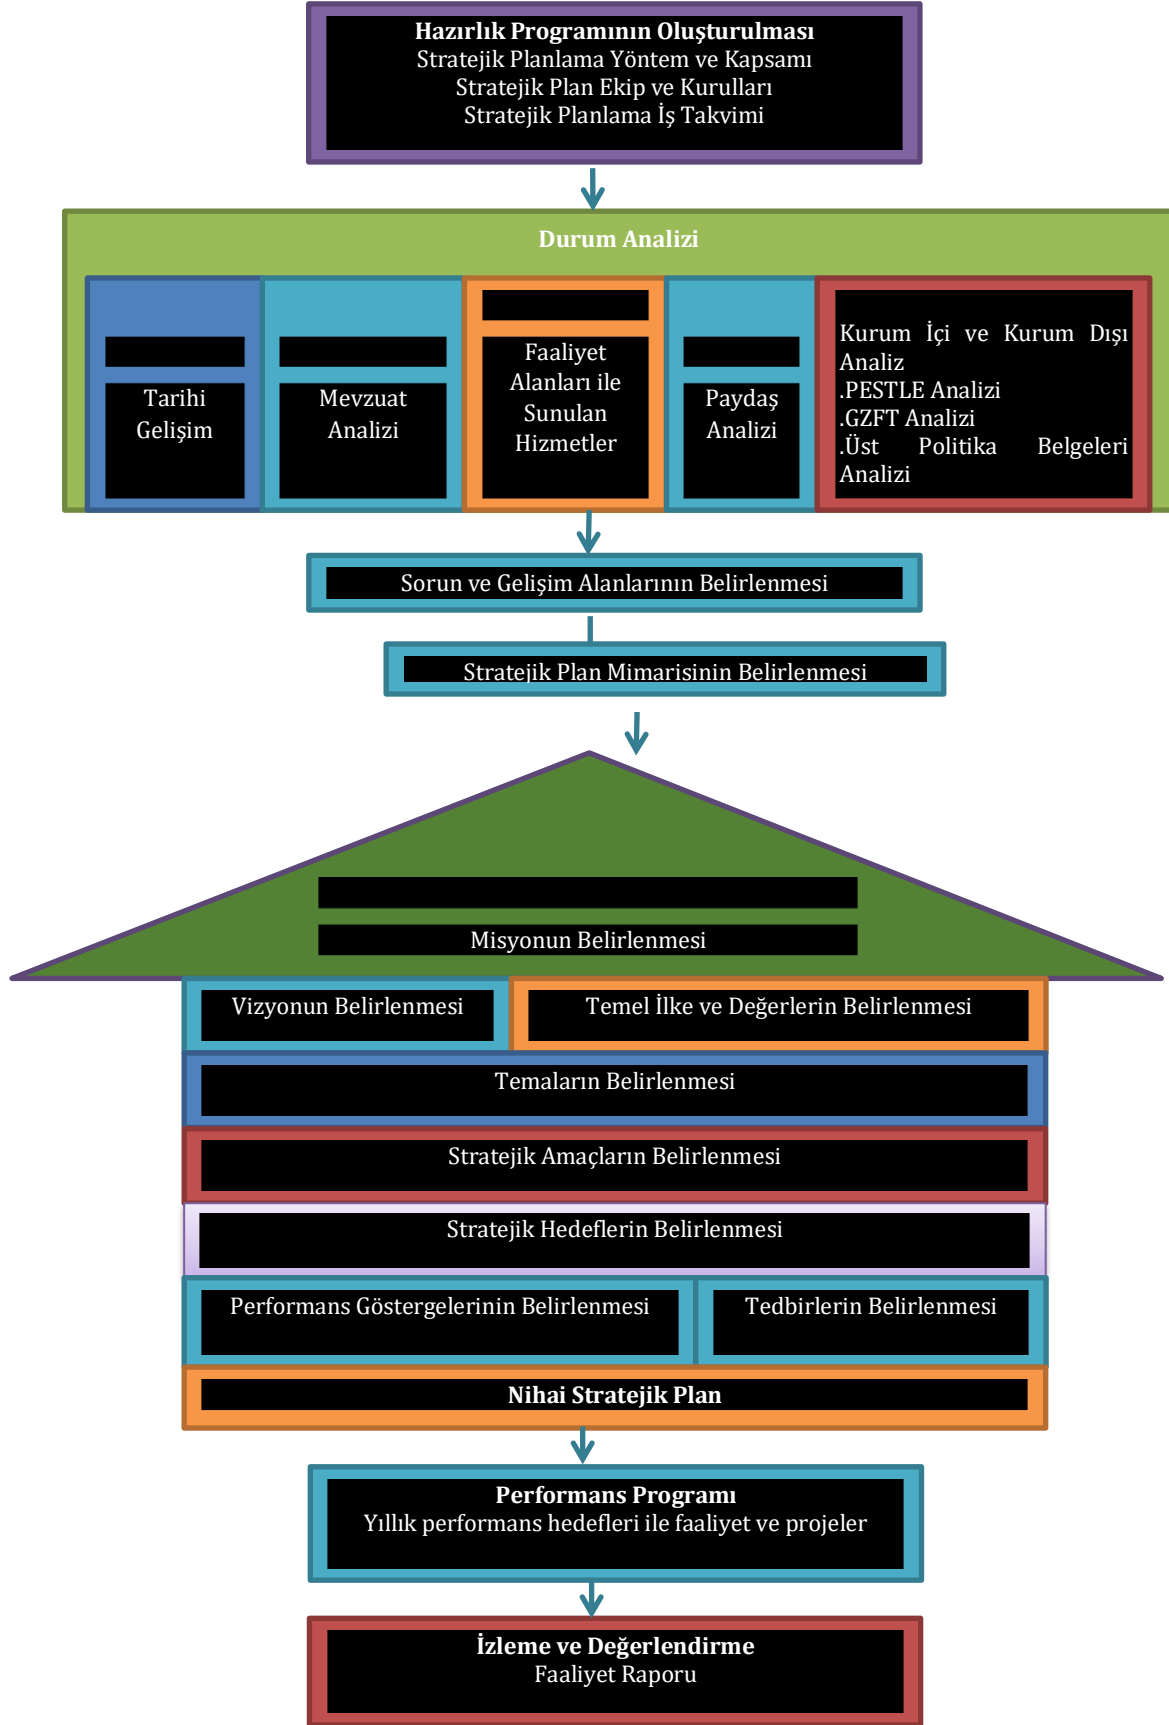 Hazırlık Programının Oluşturulması
Stratejik Planlama Yöntem ve Kapsamı
Stratejik Plan Ekip ve Kurulları
Stratejik Planlama İş Takvimi
Durum Analizi
Tarihi
Gelişim
Mevzuat
Analizi
Faaliyet
Alanları ile
Sunulan
Hizmetler
Paydaş
Analizi
Kurum İçi ve Kurum Dışı
Analiz
.PESTLE Analizi
.GZFT Analizi
.Üst Politika Belgeleri
Analizi
Sorun ve Gelişim Alanlarının Belirlenmesi
Stratejik Plan Mimarisinin Belirlenmesi
Misyonun Belirlenmesi
Vizyonun Belirlenmesi
Temel İlke ve Değerlerin Belirlenmesi
Temaların Belirlenmesi
Stratejik Amaçların Belirlenmesi
Stratejik Hedeflerin Belirlenmesi
Performans Göstergelerinin Belirlenmesi
Tedbirlerin Belirlenmesi
Nihai Stratejik Plan
Performans Programı
Yıllık performans hedefleri ile faaliyet ve projeler
İzleme ve Değerlendirme
Faaliyet Raporu